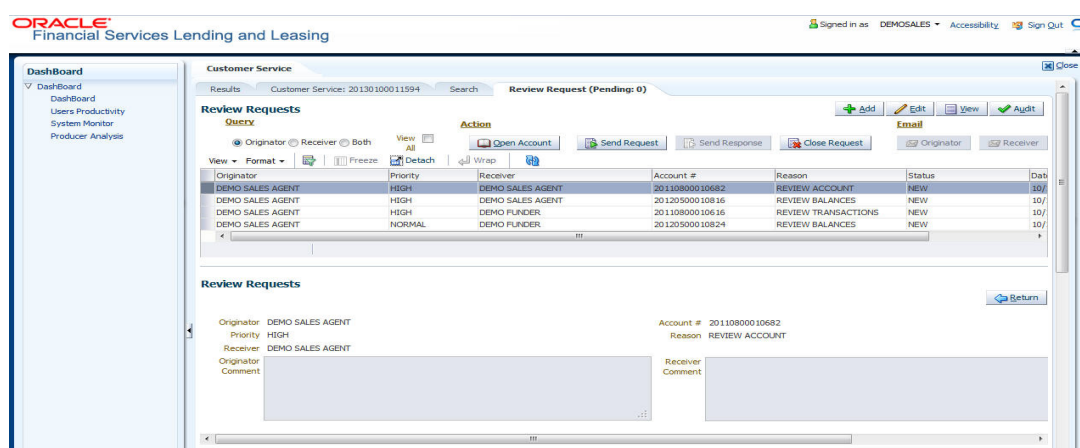 ORACLE
Financial Services Lending and Leasing
Signed in as DEMOSALES Accessibility Sign Out
Close
DashBoard
DashBoard
DashBoard
Users Productivity
System Monitor
Producer Analysis
Customer Service
Results Customer Service: 20130100011594 Search Review Request (Pending: 0)
Review Requests
Add Edit View Audit
Query Action Email
Originator Receiver Both View All
Open Account Send Request Send Response Close Request Originator Receiver
View Format Freeze Detach Wrap
Originator Priority Receiver Account # Reason Status
DEMO SALES AGENT HIGH DEMO SALES AGENT 20110800010682 REVIEW ACCOUNT NEW 10/
DEMO SALES AGENT HIGH DEMO SALES AGENT 20120500010816 REVIEW BALANCES NEW 10/
DEMO SALES AGENT HIGH DEMO FUNDER 20110800010616 REVIEW TRANSACTIONS NEW 10/
DEMO SALES AGENT NORMAL DEMO FUNDER 20120500010824 REVIEW BALANCES NEW 10/
Review Requests
Return
Originator DEMO SALES AGENT Account # 20110800010682
Priority HIGH Reason REVIEW ACCOUNT
Receiver DEMO SALES AGENT
Originator Comment Receiver Comment